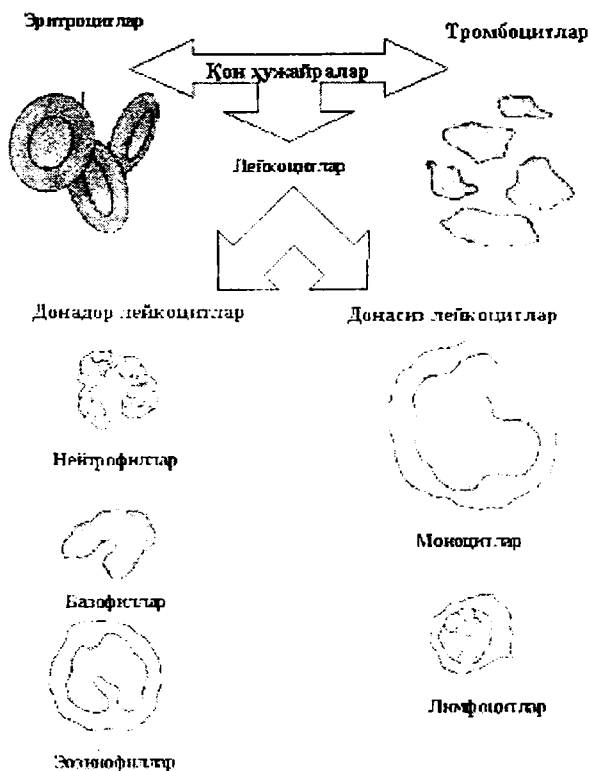 Эритроцитлар
Тромбоцитлар
Қон ҳужайралар
Лейкоцитлар
Донадор лейкоцитлар
Донасиз лейкоцитлар
Нейтрофиллар
Моноцитлар
Базофиллар
Лимфоцитлар
Эозинофиллар